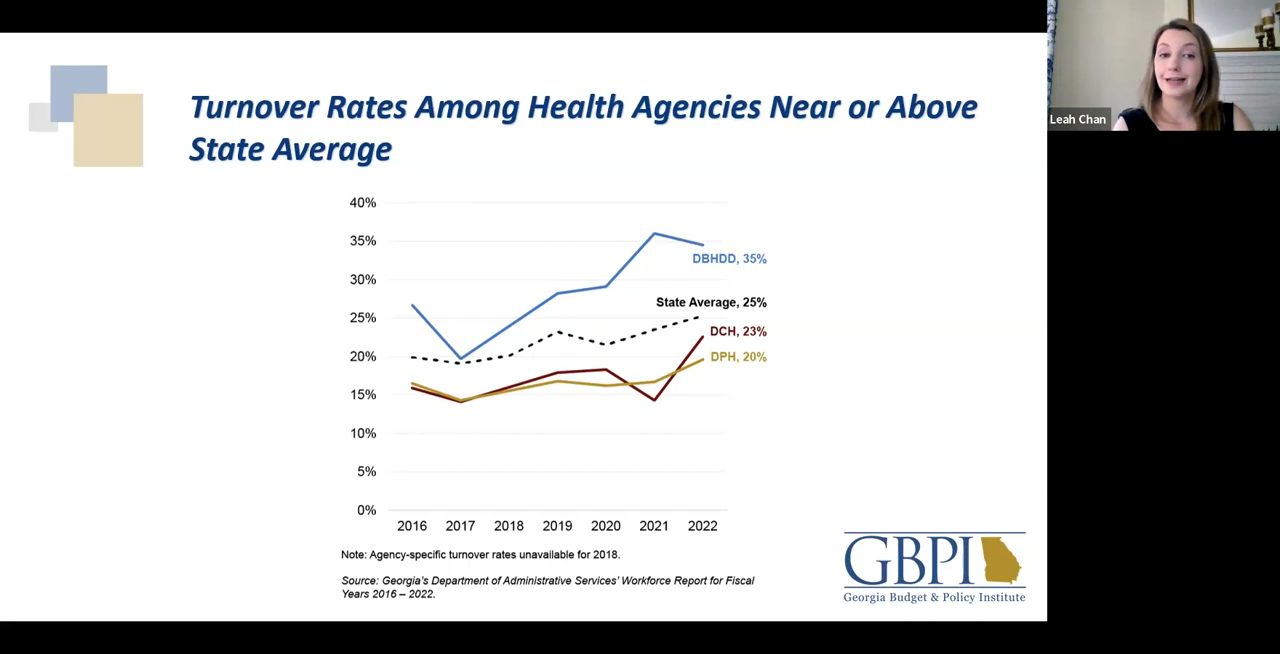 Turnover Rates Among Health Agencies Near or Above
State Average
Leah Chan
40%
35%
30%
25%
20%
15%
10%
5%
0%
DBHDD, 35%
State Average, 25%
DCH, 23%
DPH, 20%
2016 2017 2018 2019 2020 2021 2022
Note: Agency-specific turnover rates unavailable for 2018.
Source: Georgia's Department of Administrative Services' Workforce Report for Fiscal
Years 2016 – 2022.
GBPI
Georgia Budget & Policy Institute